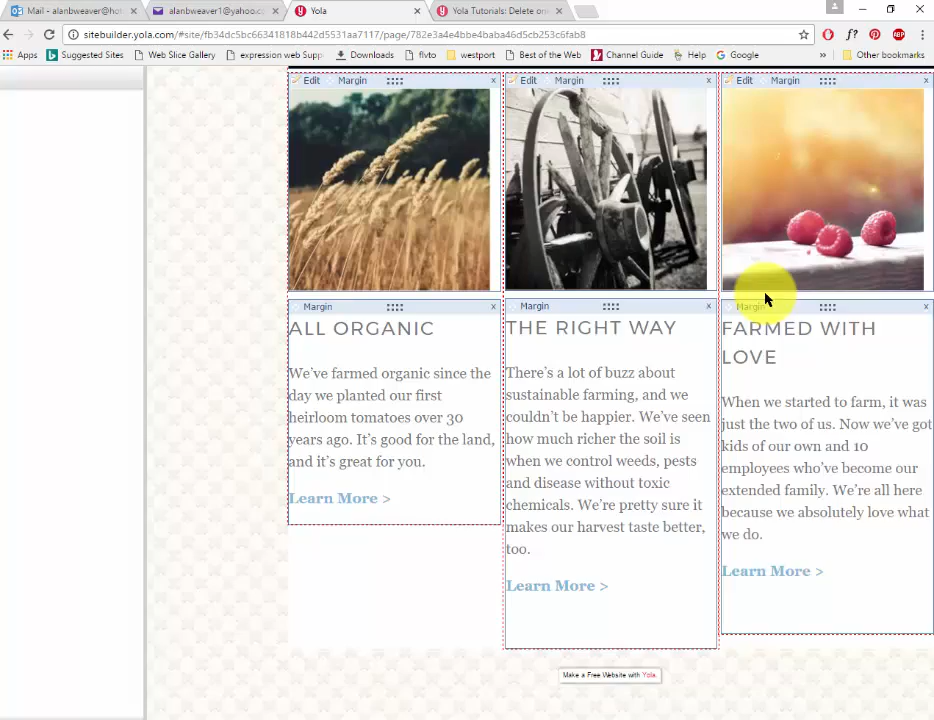 Mail - alanbweaver@hot
alanbweaver1@yahoo.c
Yola
Yola Tutorials: Delete on
sitebuilder.yola.com/#site/fb34dc5bc66341818b442d5531aa7117/page/782e3a4e4bbe4baba46d5cb253c6fab8
Apps
Suggested Sites
Web Slice Gallery
expression web Supp
Downloads
flvto
westport
Best of the Web
Channel Guide
Help
Google
»
Other bookmarks
Edit Margin x
Edit Margin x
Edit Margin x
Margin x
ALL ORGANIC
We've farmed organic since the
day we planted our first
heirloom tomatoes over 30
years ago. It's good for the land,
and it's great for you.
Learn More >
Margin x
THE RIGHT WAY
There's a lot of buzz about
sustainable farming, and we
couldn't be happier. We've seen
how much richer the soil is
when we control weeds, pests
and disease without toxic
chemicals. We're pretty sure it
makes our harvest taste better,
too.
Learn More >
Margin x
FARMED WITH
LOVE
When we started to farm, it was
just the two of us. Now we've got
kids of our own and 10
employees who've become our
extended family. We're all here
because we absolutely love what
we do.
Learn More >
Make a Free Website with Yola.